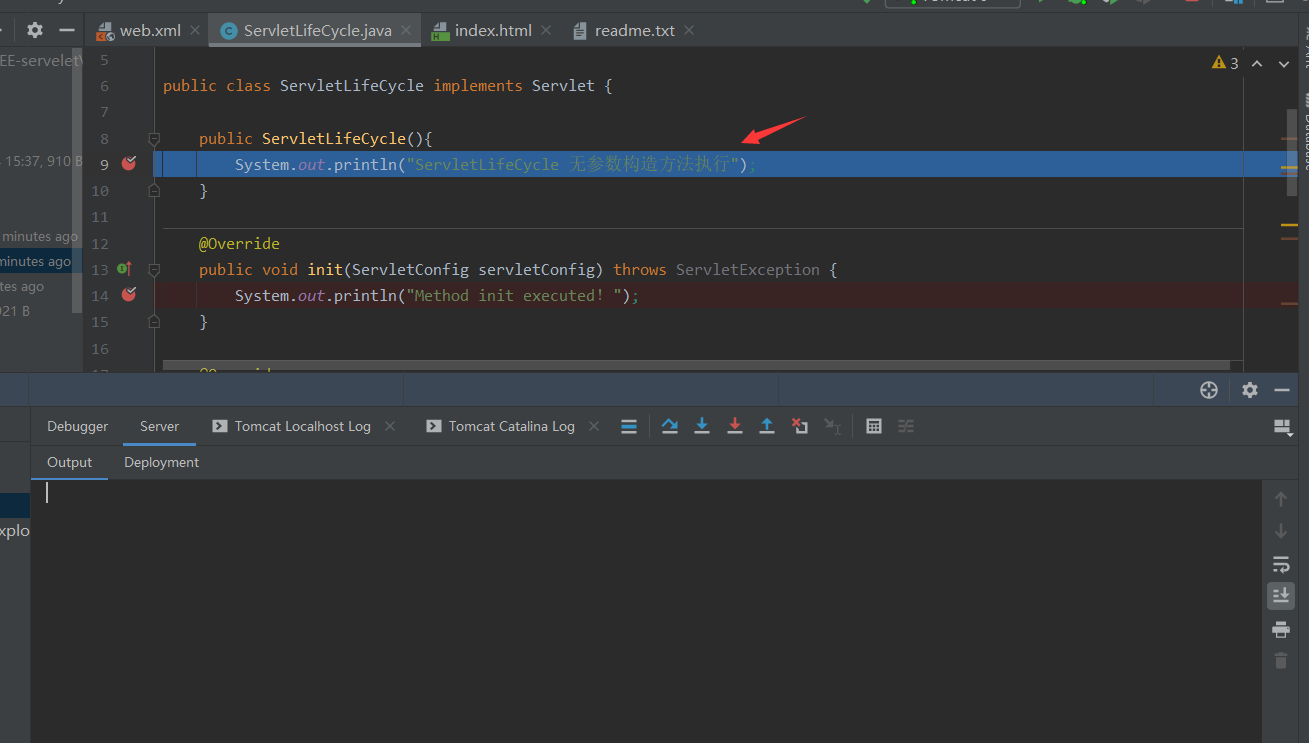 web.xml ServletLifeCycle.java index.html readme.txt
EE-servelet
5
3
6 public class ServletLifeCycle implements Servlet {
7
8 public ServletLifeCycle(){
15:37, 910 B
9 System.out.println("ServletLifeCycle 无参数构造方法执行");
10 }
11
minutes ago
12 @Override
minutes ago
13 public void init(ServletConfig servletConfig) throws ServletException {
tes ago
14 System.out.println("Method init executed! ");
921 B
15 }
16
Database
Debugger Server Tomcat Localhost Log Tomcat Catalina Log
Output Deployment
xplo